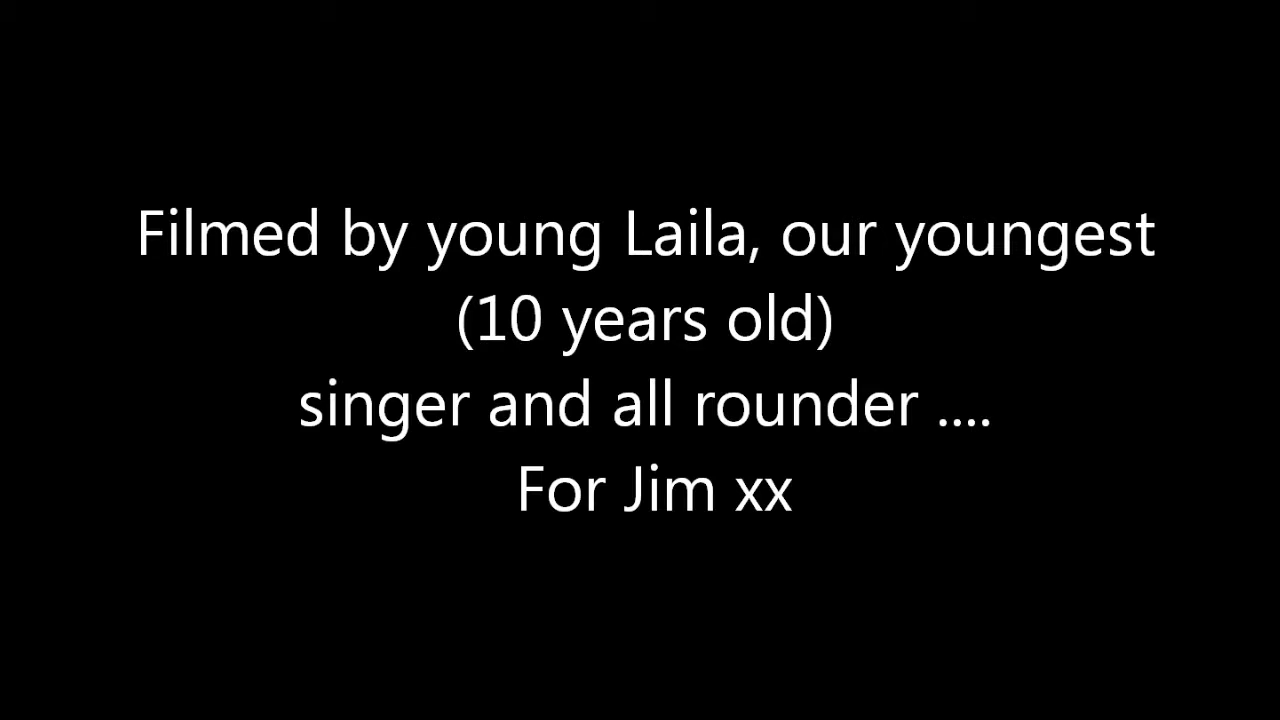 Filmed by young Laila, our youngest
(10 years old)
singer and all rounder ....
For Jim xx